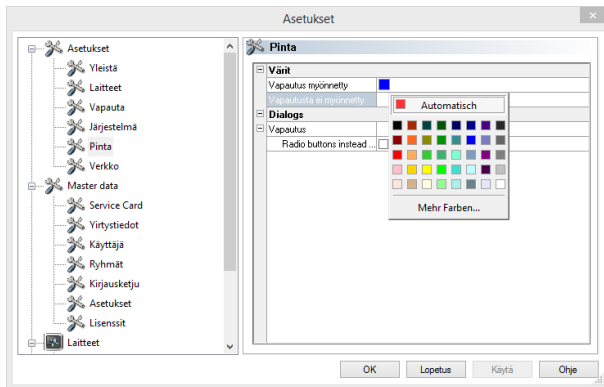 Asetukset
Asetukset
Yleistä
Laitteet
Vapauta
Järjestelmä
Pinta
Verkko
Master data
Service Card
Yirtystiedot
Käyttäjä
Ryhmät
Kirjausketju
Asetukset
Lisenssit
Laitteet
Pinta
Värit
Vapautus myönnetty
Vapautusta ei myönnetty
Dialogs
Vapautus
Radio buttons instead ...
Automatisch
Mehr Farben...
OK
Lopetus
Käytä
Ohje